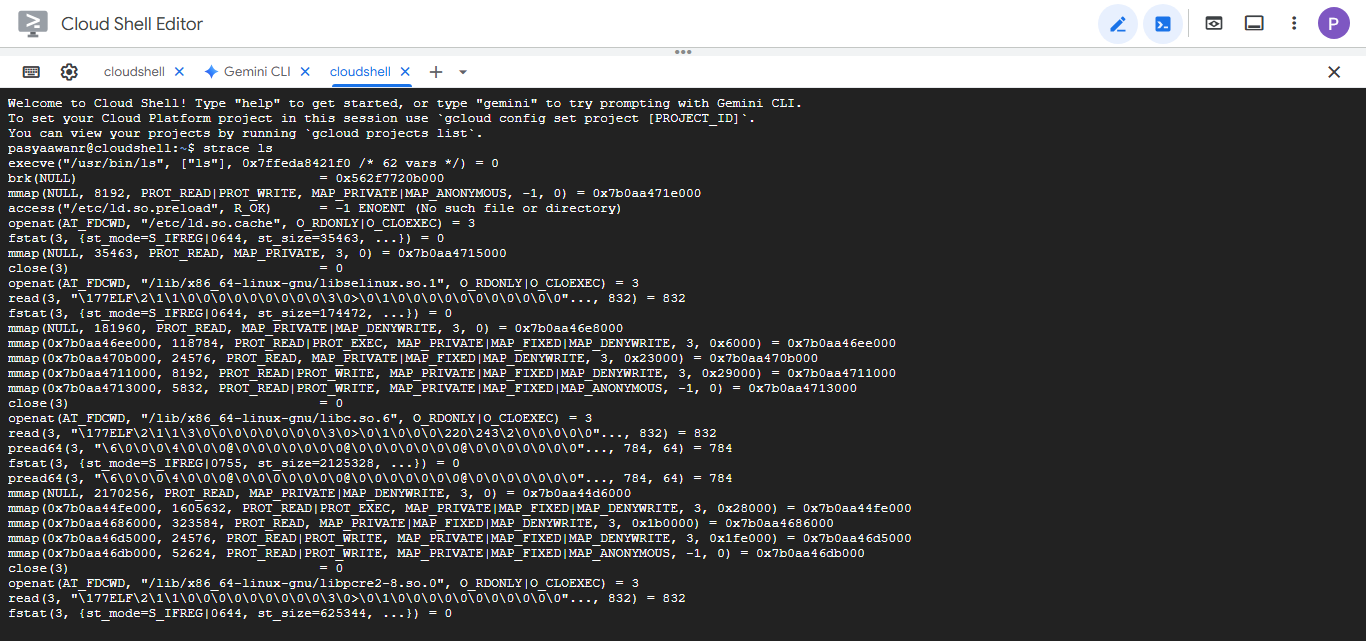 Cloud Shell Editor
P
cloudshell
Gemini CLI
cloudshell
Welcome to Cloud Shell! Type "help" to get started, or type "gemini" to try prompting with Gemini CLI.
To set your Cloud Platform project in this session use `gcloud config set project [PROJECT_ID]`.
You can view your projects by running `gcloud projects list`.
pasyaawanr@cloudshell:~$ strace ls
execve("/usr/bin/ls", ["ls"], 0x7ffeda8421f0 /* 62 vars */) = 0
brk(NULL)                               = 0x562f7720b000
mmap(NULL, 8192, PROT_READ|PROT_WRITE, MAP_PRIVATE|MAP_ANONYMOUS, -1, 0) = 0x7b0aa471e000
access("/etc/ld.so.preload", R_OK)      = -1 ENOENT (No such file or directory)
openat(AT_FDCWD, "/etc/ld.so.cache", O_RDONLY|O_CLOEXEC) = 3
fstat(3, {st_mode=S_IFREG|0644, st_size=35463, ...}) = 0
mmap(NULL, 35463, PROT_READ, MAP_PRIVATE, 3, 0) = 0x7b0aa4715000
close(3)                                = 0
openat(AT_FDCWD, "/lib/x86_64-linux-gnu/libselinux.so.1", O_RDONLY|O_CLOEXEC) = 3
read(3, "\177ELF\2\1\1\0\0\0\0\0\0\0\0\0\3\0>\0\1\0\0\0\0\0\0\0\0\0\0\0"..., 832) = 832
fstat(3, {st_mode=S_IFREG|0644, st_size=174472, ...}) = 0
mmap(NULL, 181960, PROT_READ, MAP_PRIVATE|MAP_DENYWRITE, 3, 0) = 0x7b0aa46e8000
mmap(0x7b0aa46ee000, 118784, PROT_READ|PROT_EXEC, MAP_PRIVATE|MAP_FIXED|MAP_DENYWRITE, 3, 0x6000) = 0x7b0aa46ee000
mmap(0x7b0aa470b000, 24576, PROT_READ, MAP_PRIVATE|MAP_FIXED|MAP_DENYWRITE, 3, 0x23000) = 0x7b0aa470b000
mmap(0x7b0aa4711000, 8192, PROT_READ|PROT_WRITE, MAP_PRIVATE|MAP_FIXED|MAP_DENYWRITE, 3, 0x29000) = 0x7b0aa4711000
mmap(0x7b0aa4713000, 5832, PROT_READ|PROT_WRITE, MAP_PRIVATE|MAP_FIXED|MAP_ANONYMOUS, -1, 0) = 0x7b0aa4713000
close(3)                                = 0
openat(AT_FDCWD, "/lib/x86_64-linux-gnu/libc.so.6", O_RDONLY|O_CLOEXEC) = 3
read(3, "\177ELF\2\1\1\3\0\0\0\0\0\0\0\0\3\0>\0\1\0\0\0\220\243\2\0\0\0\0\0"..., 832) = 832
pread64(3, "\6\0\0\0\4\0\0\0@\0\0\0\0\0\0\0@\0\0\0\0\0\0\0@\0\0\0\0\0\0\0"..., 784, 64) = 784
fstat(3, {st_mode=S_IFREG|0755, st_size=2125328, ...}) = 0
pread64(3, "\6\0\0\0\4\0\0\0@\0\0\0\0\0\0\0@\0\0\0\0\0\0\0@\0\0\0\0\0\0\0"..., 784, 64) = 784
mmap(NULL, 2170256, PROT_READ, MAP_PRIVATE|MAP_DENYWRITE, 3, 0) = 0x7b0aa44d6000
mmap(0x7b0aa44fe000, 1605632, PROT_READ|PROT_EXEC, MAP_PRIVATE|MAP_FIXED|MAP_DENYWRITE, 3, 0x28000) = 0x7b0aa44fe000
mmap(0x7b0aa4686000, 323584, PROT_READ, MAP_PRIVATE|MAP_FIXED|MAP_DENYWRITE, 3, 0x1b0000) = 0x7b0aa4686000
mmap(0x7b0aa46d5000, 24576, PROT_READ|PROT_WRITE, MAP_PRIVATE|MAP_FIXED|MAP_DENYWRITE, 3, 0x1fe000) = 0x7b0aa46d5000
mmap(0x7b0aa46db000, 52624, PROT_READ|PROT_WRITE, MAP_PRIVATE|MAP_FIXED|MAP_ANONYMOUS, -1, 0) = 0x7b0aa46db000
close(3)                                = 0
openat(AT_FDCWD, "/lib/x86_64-linux-gnu/libpcre2-8.so.0", O_RDONLY|O_CLOEXEC) = 3
read(3, "\177ELF\2\1\1\0\0\0\0\0\0\0\0\0\3\0>\0\1\0\0\0\0\0\0\0\0\0\0\0"..., 832) = 832
fstat(3, {st_mode=S_IFREG|0644, st_size=625344, ...}) = 0